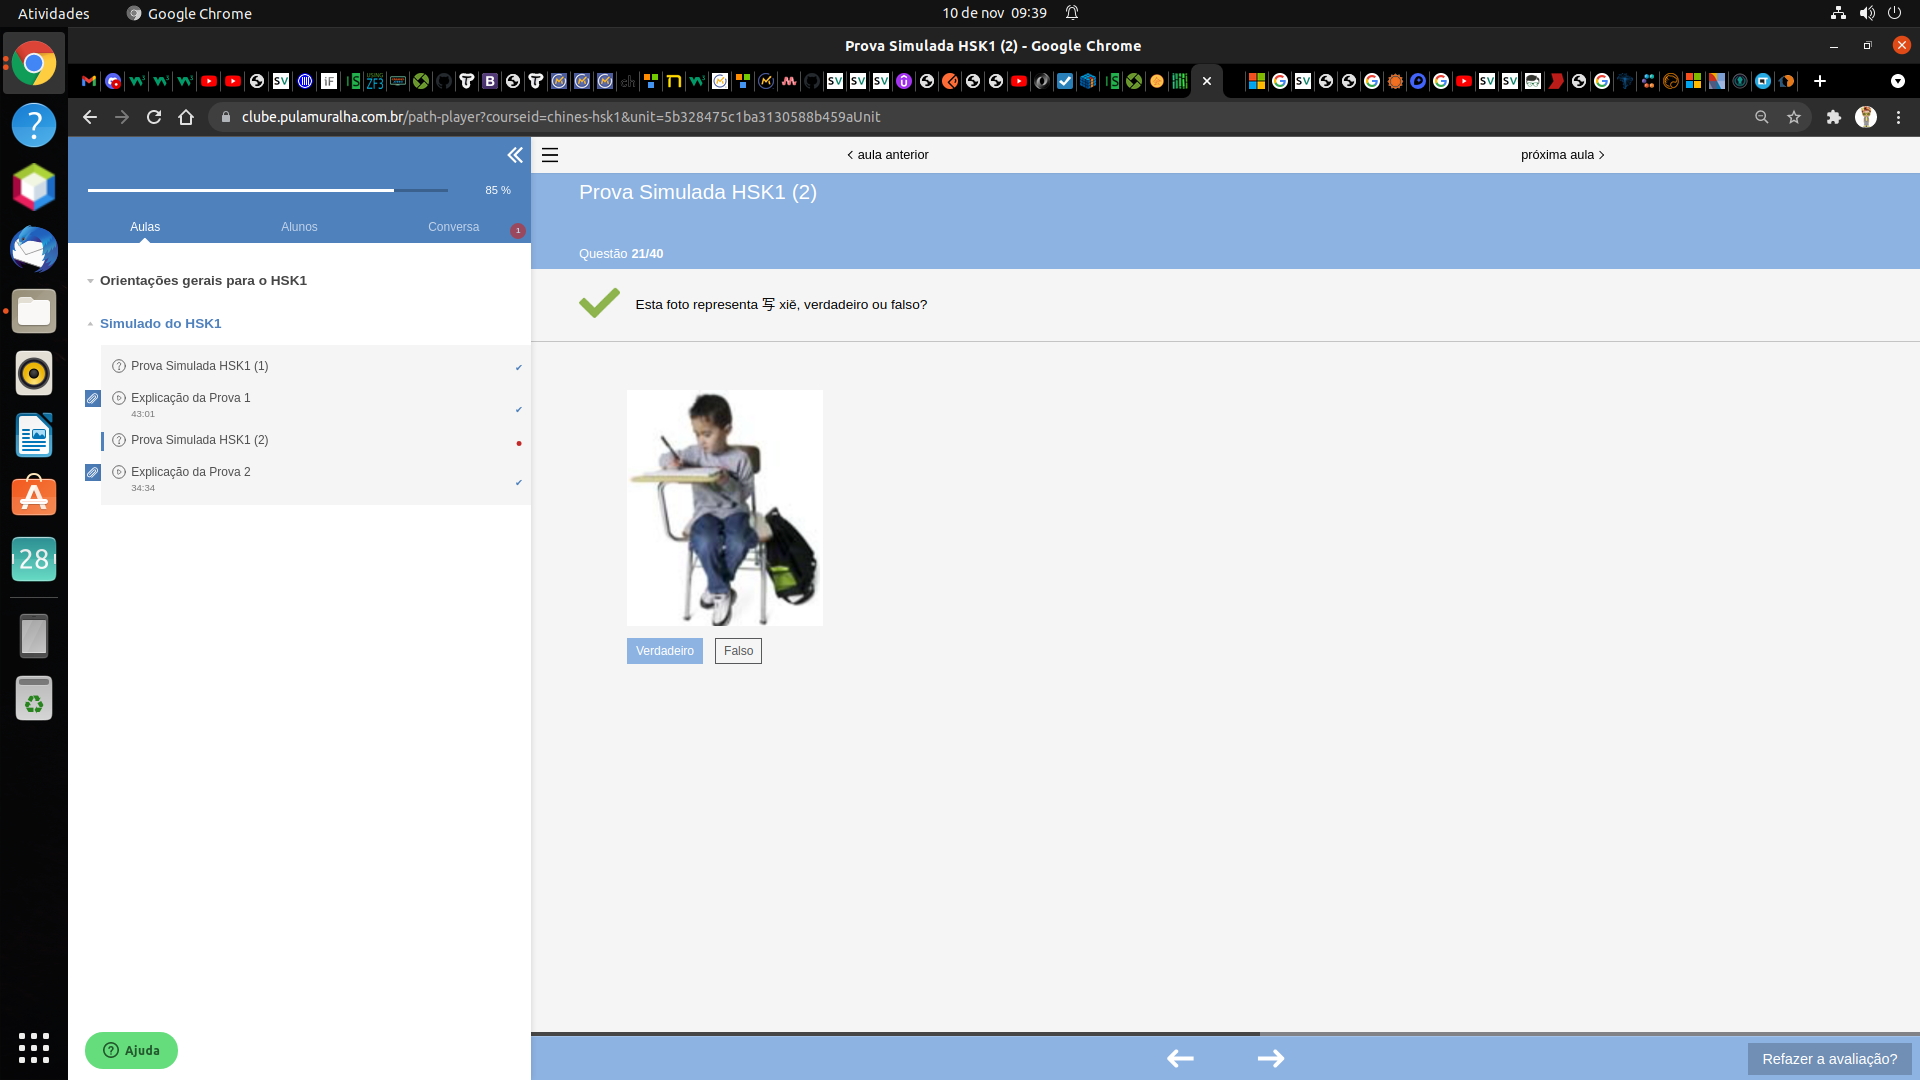 Atividades
Google Chrome
10 de nov 09:39
Prova Simulada HSK1 (2) - Google Chrome
clube.pulamuralha.com.br/path-player?courseid=chines-hsk1&unit=5b328475c1ba3130588b459aUnit
aula anterior
próxima aula
85 %
Aulas
Alunos
Conversa
1
Prova Simulada HSK1 (2)
Questão 21/40
Orientações gerais para o HSK1
Simulado do HSK1
Prova Simulada HSK1 (1)
Explicação da Prova 1
43:01
Prova Simulada HSK1 (2)
Explicação da Prova 2
34:34
Esta foto representa 写 xiě, verdadeiro ou falso?
Verdadeiro
Falso
28
Ajuda
Refazer a avaliação?